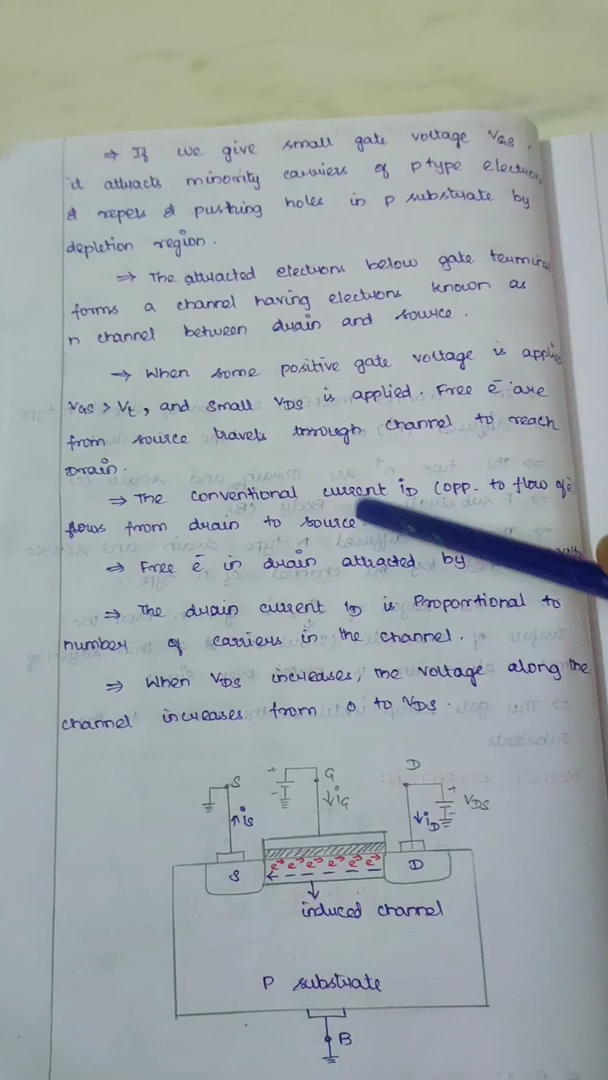 ⇒ If we give small gate voltage VGS,
it attracts minority carriers of p type electron
& repels & pushing holes in p substrate by
depletion region.
⇒ The attracted electrons below gate termina
forms a channel having electrons known as
n channel between drain and source.
→ When some positive gate voltage is applie
VGS > Vt, and small VDS is applied. Free e⁻ are
from source travels through channel to reach
Drain.
⇒ The conventional current iD (opp. to flow of e⁻
flows from drain to source.
⇒ Free e⁻ in drain attracted by
⇒ The drain current ID is Proportional to
number of carriers in the channel.
⇒ When VDS increases, the voltage along the
channel increases from 0 to VDS.
S + G D
- ↓iG +
↑is ↓iD - VDS
e⁻ e⁻ e⁻ e⁻ e⁻ e⁻
S D
induced channel
P substrate
B